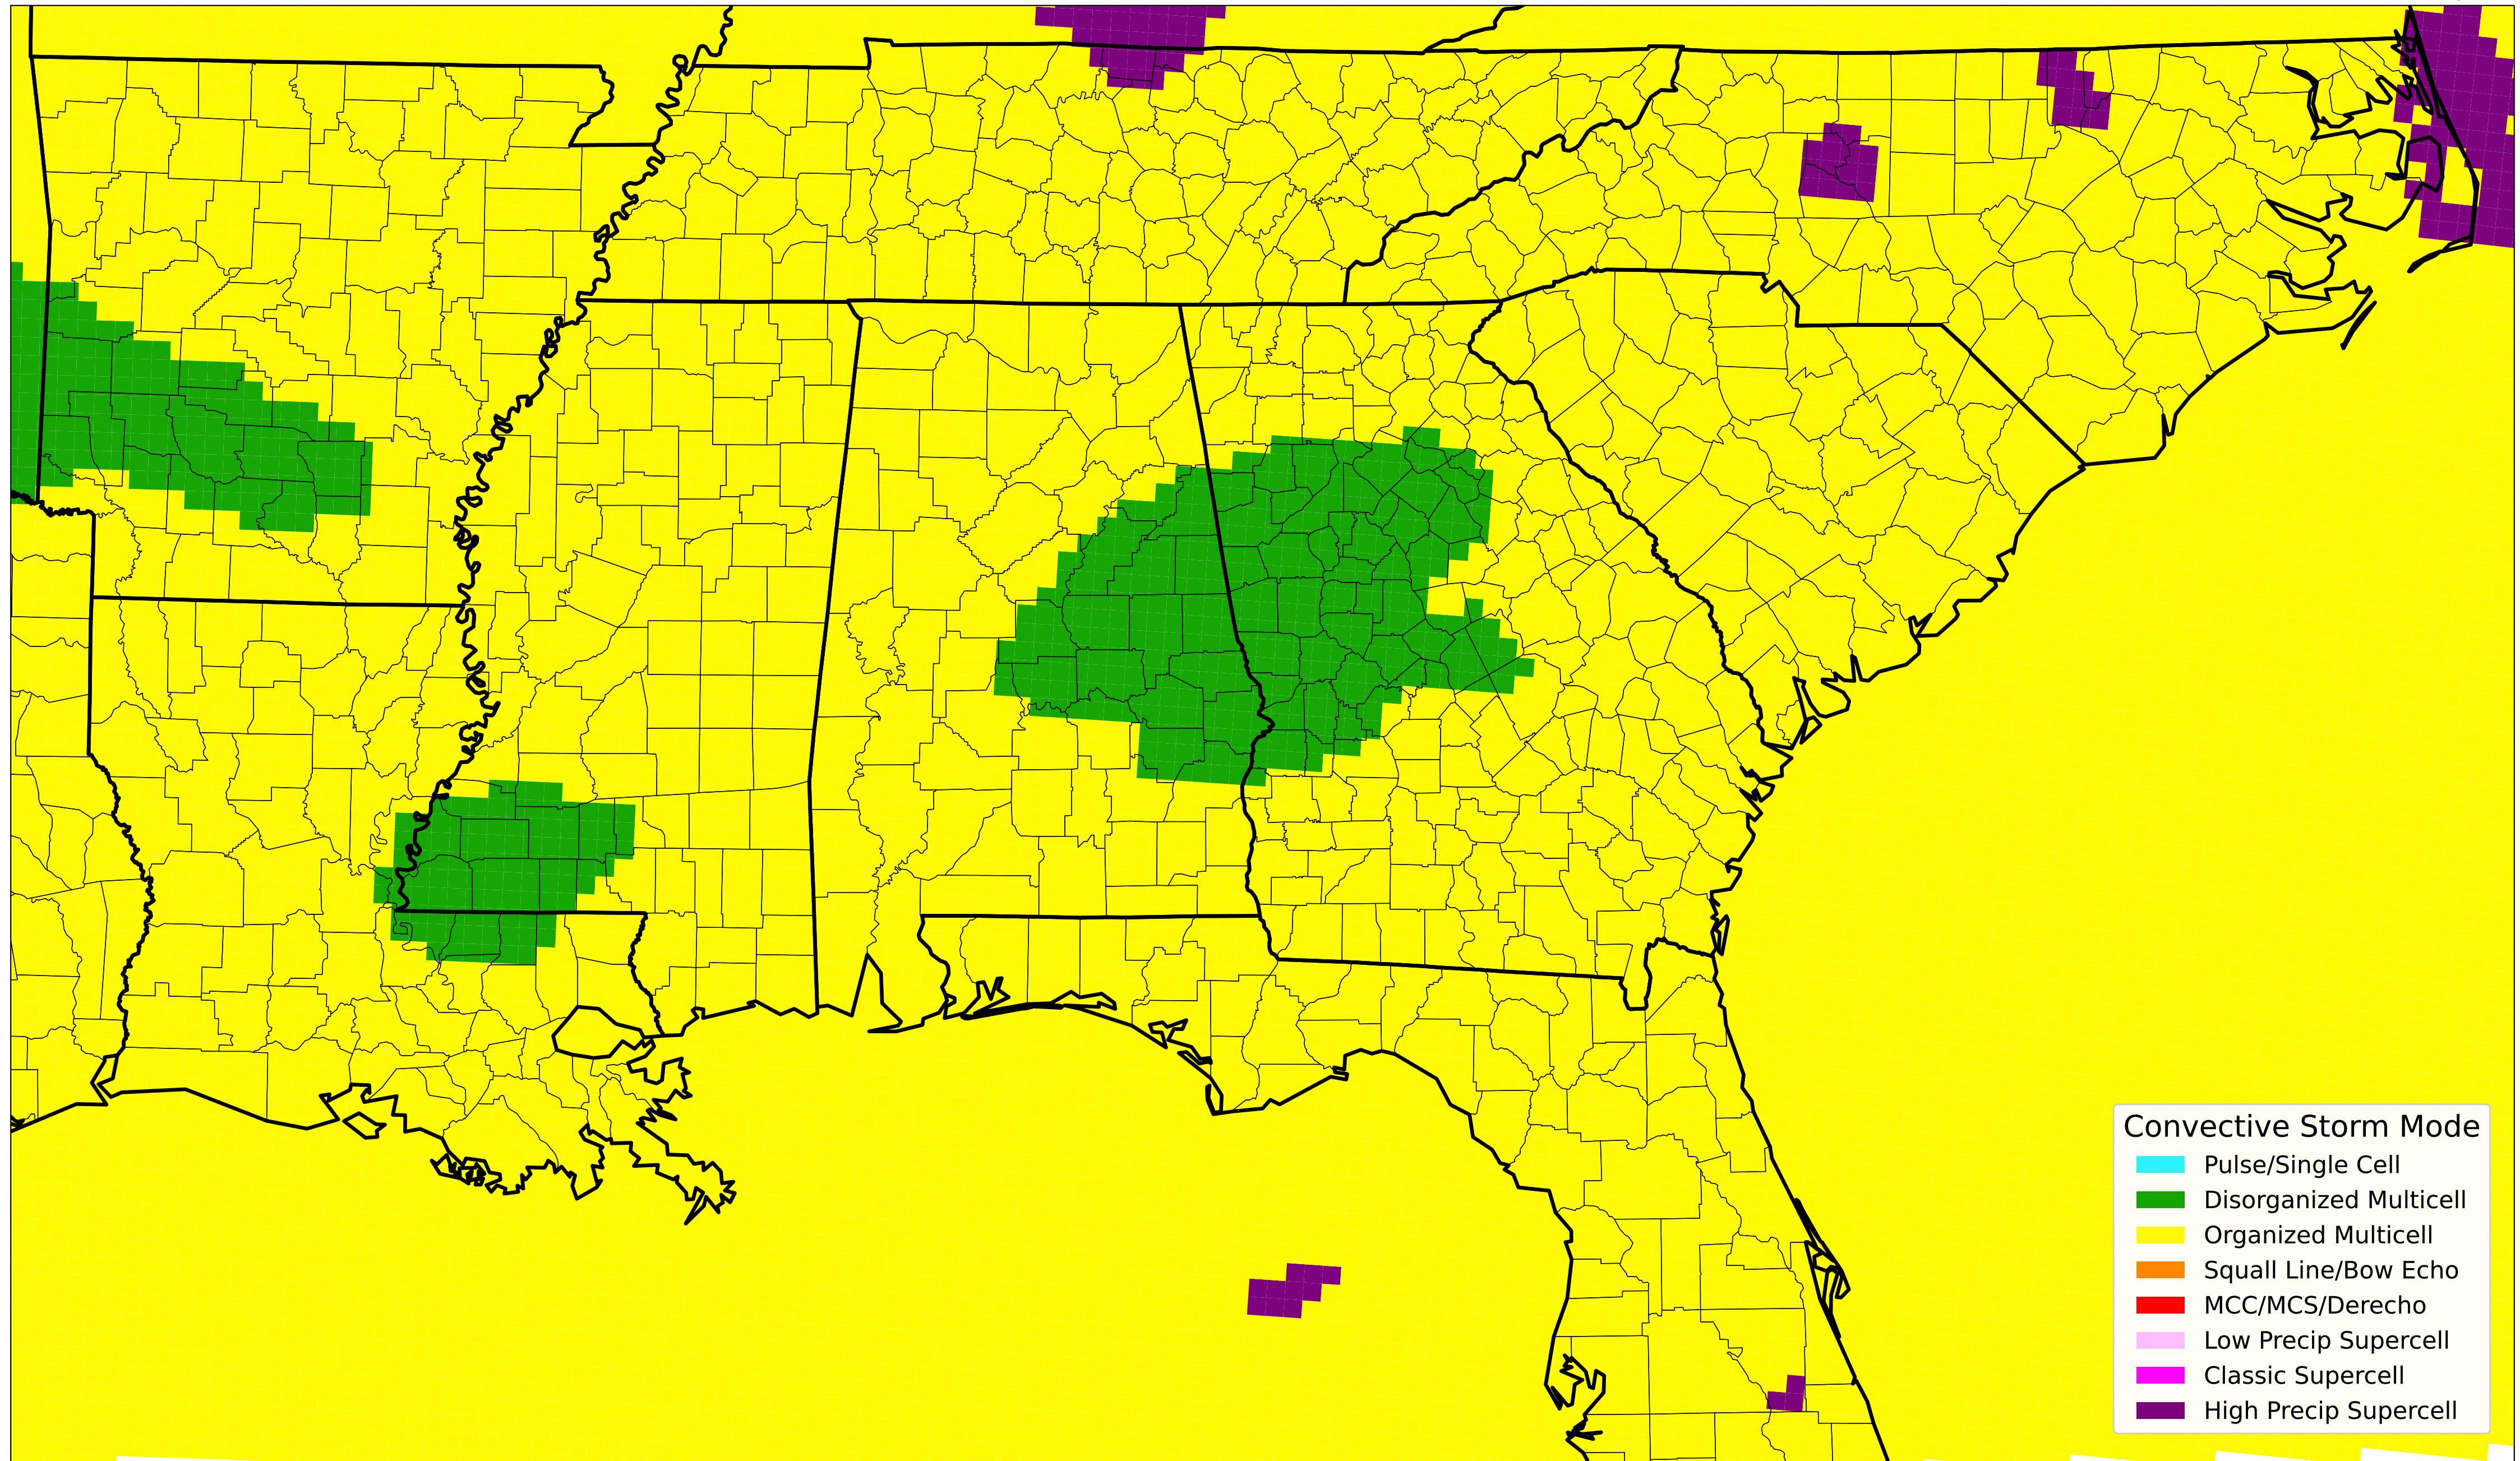 Convective Storm Mode
Pulse/Single Cell
Disorganized Multicell
Organized Multicell
Squall Line/Bow Echo
MCC/MCS/Derecho
Low Precip Supercell
Classic Supercell
High Precip Supercell